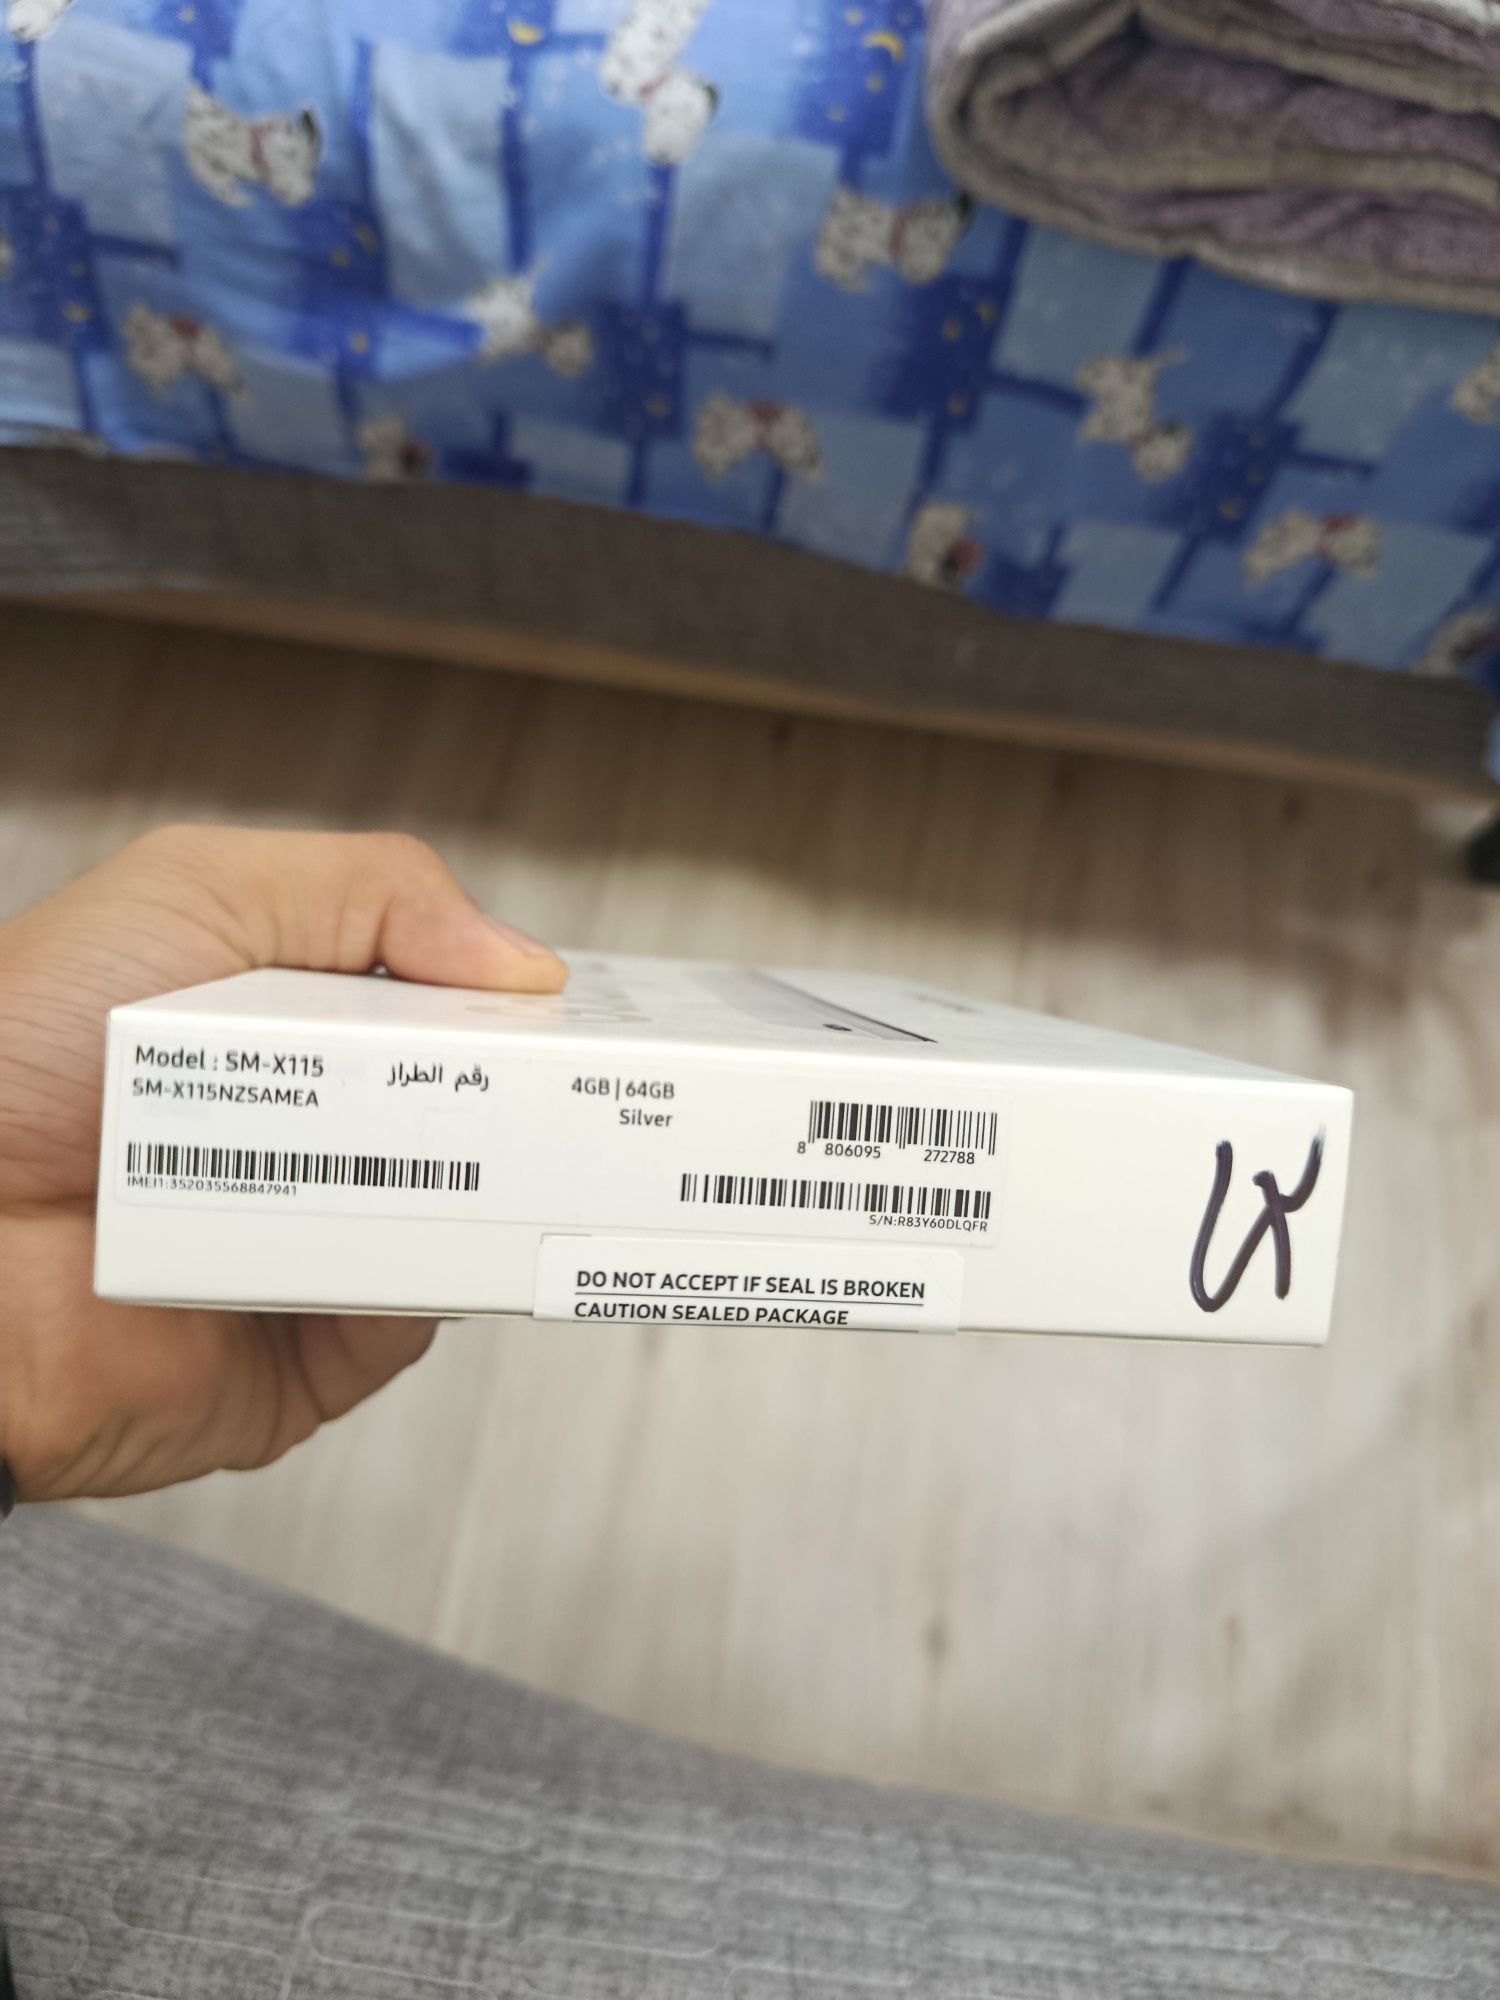 Model : SM-X115 رقم الطراز
SM-X115NZSAMEA
4GB | 64GB
Silver
8 806095 272788
IMEI1:352035568847941
S/N:R83Y60DLQFR
DO NOT ACCEPT IF SEAL IS BROKEN
CAUTION SEALED PACKAGE